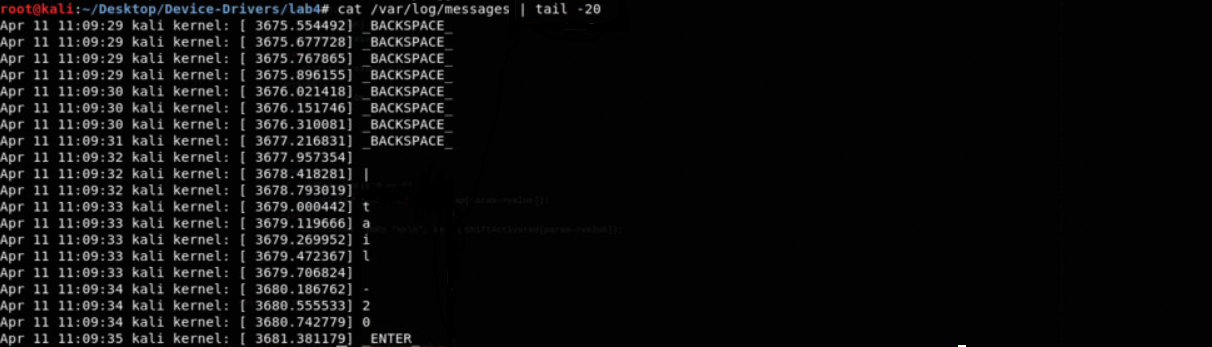 root@kali:~/Desktop/Device-Drivers/lab4# cat /var/log/messages | tail -20
Apr 11 11:09:29 kali kernel: [ 3675.554492] _BACKSPACE_
Apr 11 11:09:29 kali kernel: [ 3675.677728] _BACKSPACE_
Apr 11 11:09:29 kali kernel: [ 3675.767865] _BACKSPACE_
Apr 11 11:09:29 kali kernel: [ 3675.896155] _BACKSPACE_
Apr 11 11:09:30 kali kernel: [ 3676.021418] _BACKSPACE_
Apr 11 11:09:30 kali kernel: [ 3676.151746] _BACKSPACE_
Apr 11 11:09:30 kali kernel: [ 3676.310081] _BACKSPACE_
Apr 11 11:09:31 kali kernel: [ 3677.216831] _BACKSPACE_
Apr 11 11:09:32 kali kernel: [ 3677.957354]
Apr 11 11:09:32 kali kernel: [ 3678.418281] |
Apr 11 11:09:32 kali kernel: [ 3678.793019]
Apr 11 11:09:33 kali kernel: [ 3679.000442] t
Apr 11 11:09:33 kali kernel: [ 3679.119666] a
Apr 11 11:09:33 kali kernel: [ 3679.269952] i
Apr 11 11:09:33 kali kernel: [ 3679.472367] l
Apr 11 11:09:33 kali kernel: [ 3679.706824]
Apr 11 11:09:34 kali kernel: [ 3680.186762] -
Apr 11 11:09:34 kali kernel: [ 3680.555533] 2
Apr 11 11:09:34 kali kernel: [ 3680.742779] 0
Apr 11 11:09:35 kali kernel: [ 3681.381179] _ENTER_